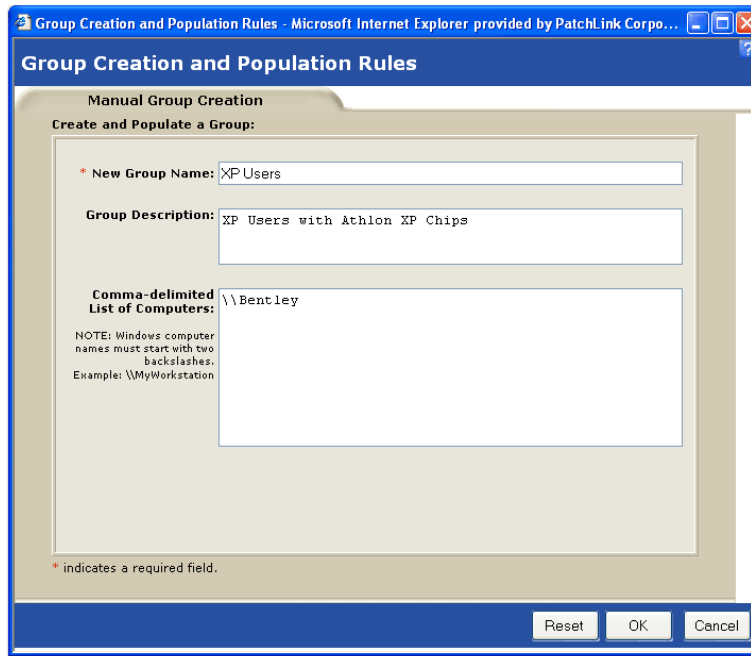 Group Creation and Population Rules - Microsoft Internet Explorer provided by PatchLink Corpo...
?
Group Creation and Population Rules
Manual Group Creation
Create and Populate a Group:
* New Group Name: XP Users
Group Description: XP Users with Athlon XP Chips
Comma-delimited
List of Computers: \\Bentley
NOTE: Windows computer
names must start with two
backslashes.
Example: \\MyWorkstation
* indicates a required field.
Reset OK Cancel